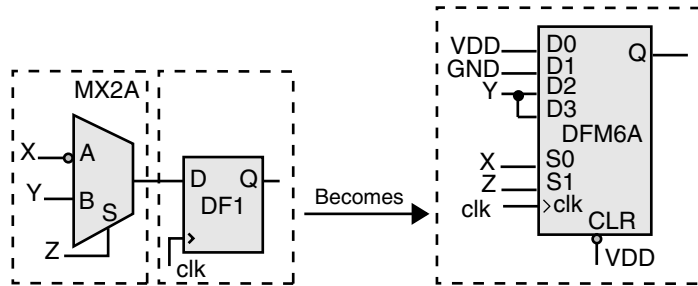 MX2A
X
A
Y
B
S
Z
D Q
DF1
clk
Becomes
VDD D0 Q
GND D1
Y D2
D3
DFM6A
X S0
Z S1
clk clk
CLR
VDD